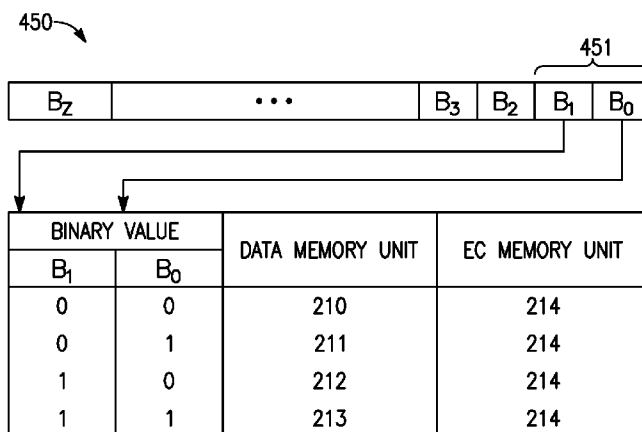 450
451
B_Z ... B_3 B_2 B_1 B_0
BINARY VALUE DATA MEMORY UNIT EC MEMORY UNIT
B_1 B_0
0 0 210 214
0 1 211 214
1 0 212 214
1 1 213 214